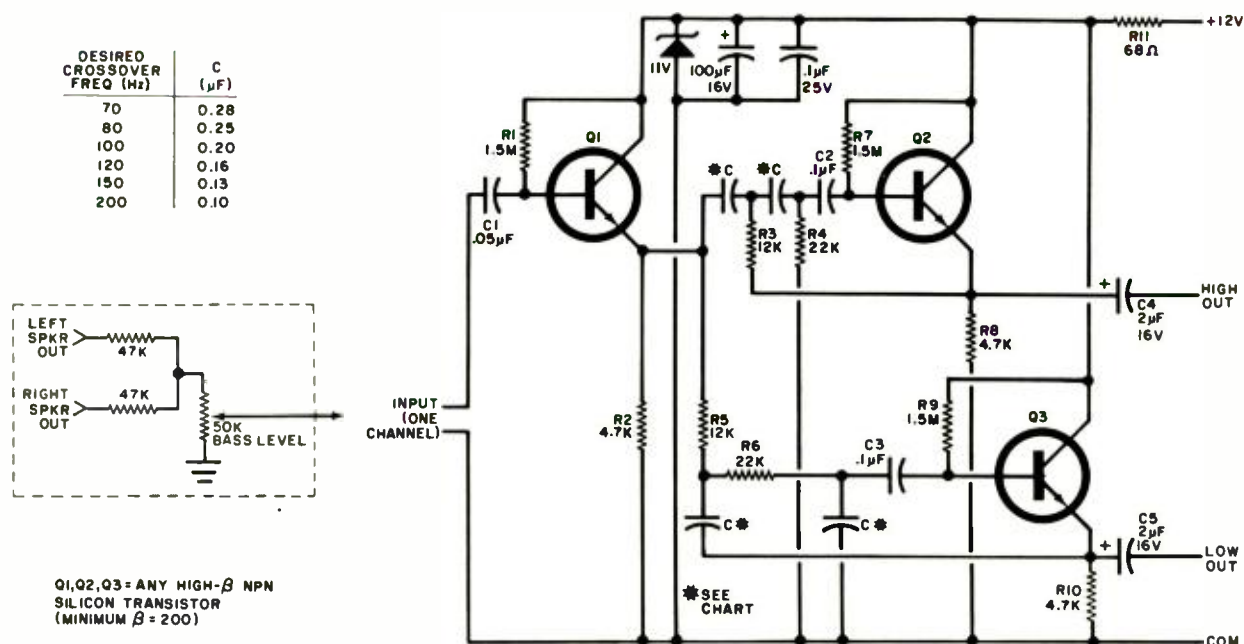 DESIRED
CROSSOVER
FREQ (Hz)
C
(µF)
70 0.28
80 0.25
100 0.20
120 0.16
150 0.13
200 0.10
LEFT
SPKR
OUT
47K
RIGHT
SPKR
OUT
47K
50K
BASS LEVEL
Q1,Q2,Q3=ANY HIGH-β NPN
SILICON TRANSISTOR
(MINIMUM β=200)
INPUT
(ONE
CHANNEL)
C1
.05µF
R1
1.5M
Q1
R2
4.7K
11V
+
100µF
16V
.1µF
25V
*C
*C
C2
.1µF
R3
12K
R4
22K
R7
1.5M
Q2
R11
68Ω
+12V
+
C4
2µF
16V
HIGH
OUT
R8
4.7K
R5
12K
R6
22K
C3
.1µF
R9
1.5M
Q3
C*
C*
+
C5
2µF
16V
LOW
OUT
R10
4.7K
*SEE
CHART
COM